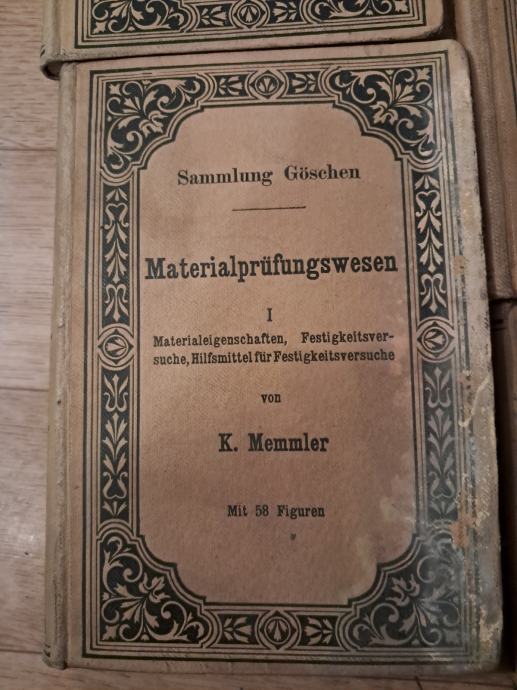 Sammlung Göschen
Materialprüfungswesen
I
Materialeigenschaften, Festigkeitsver-
suche, Hilfsmittel für Festigkeitsversuche
von
K. Memmler
Mit 58 Figuren